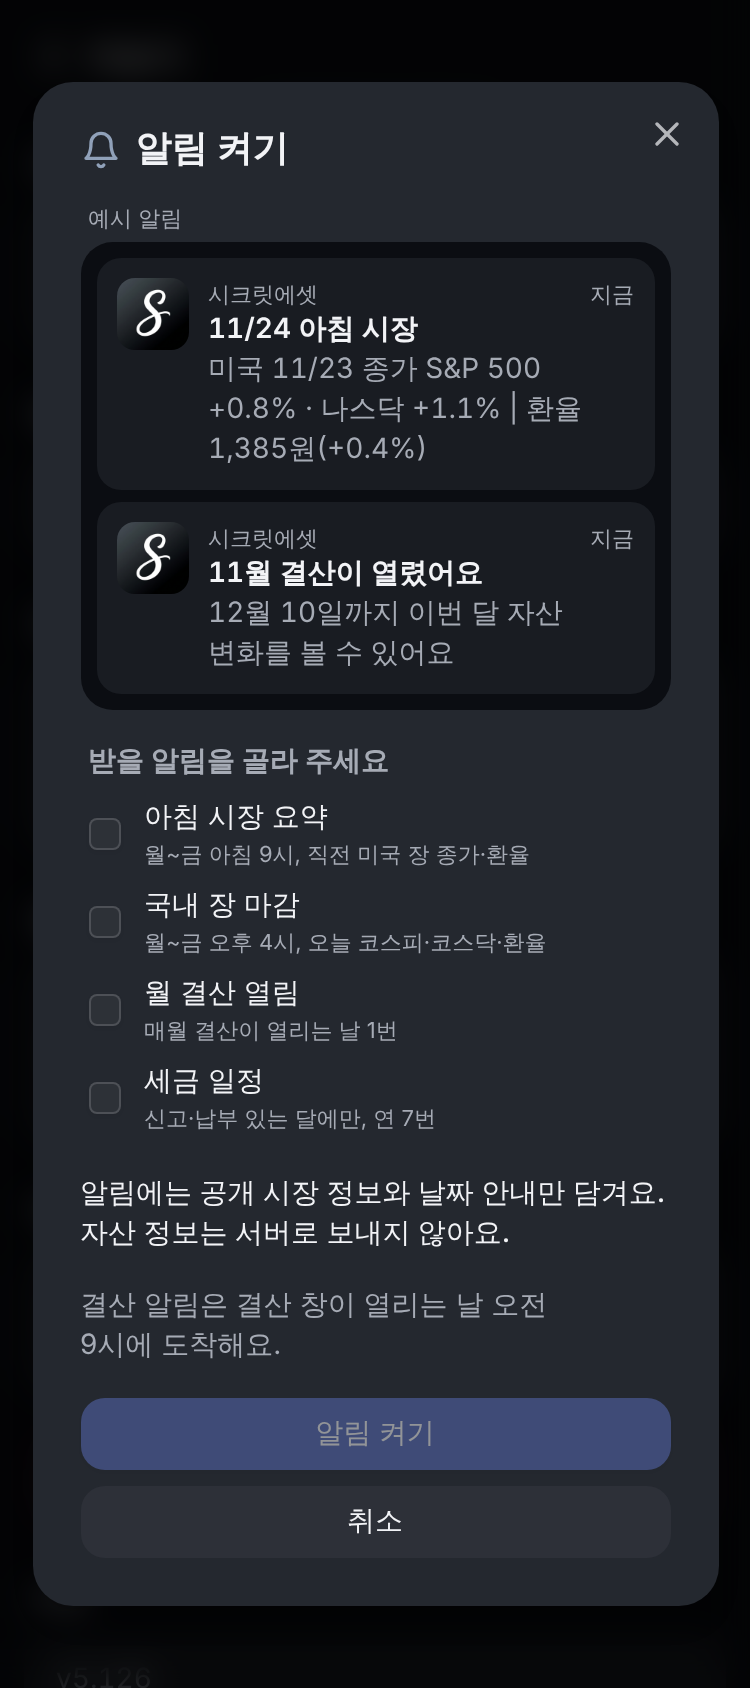 알림 켜기
예시 알림
시크릿에셋 지금
11/24 아침 시장
미국 11/23 종가 S&P 500
+0.8% · 나스닥 +1.1% | 환율
1,385원(+0.4%)
시크릿에셋 지금
11월 결산이 열렸어요
12월 10일까지 이번 달 자산
변화를 볼 수 있어요
받을 알림을 골라 주세요
아침 시장 요약
월~금 아침 9시, 직전 미국 장 종가·환율
국내 장 마감
월~금 오후 4시, 오늘 코스피·코스닥·환율
월 결산 열림
매월 결산이 열리는 날 1번
세금 일정
신고·납부 있는 달에만, 연 7번
알림에는 공개 시장 정보와 날짜 안내만 담겨요.
자산 정보는 서버로 보내지 않아요.
결산 알림은 결산 창이 열리는 날 오전
9시에 도착해요.
알림 켜기
취소
v5.126